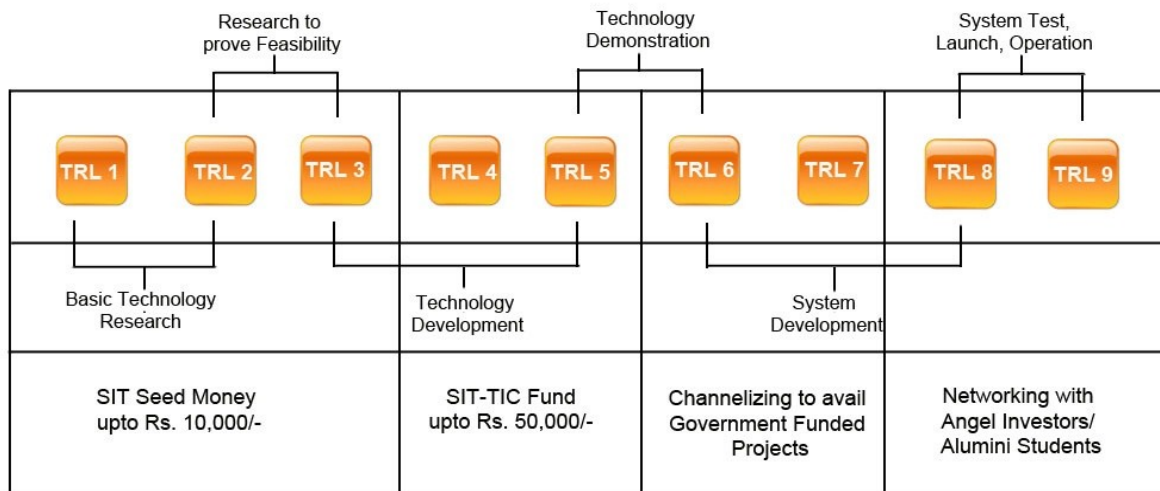 Research to
prove Feasibility
Technology
Demonstration
System Test,
Launch, Operation
TRL 1
TRL 2
TRL 3
TRL 4
TRL 5
TRL 6
TRL 7
TRL 8
TRL 9
Basic Technology
Research
Technology
Development
System
Development
SIT Seed Money
upto Rs. 10,000/-
SIT-TIC Fund
upto Rs. 50,000/-
Channelizing to avail
Government Funded
Projects
Networking with
Angel Investors/
Alumini Students